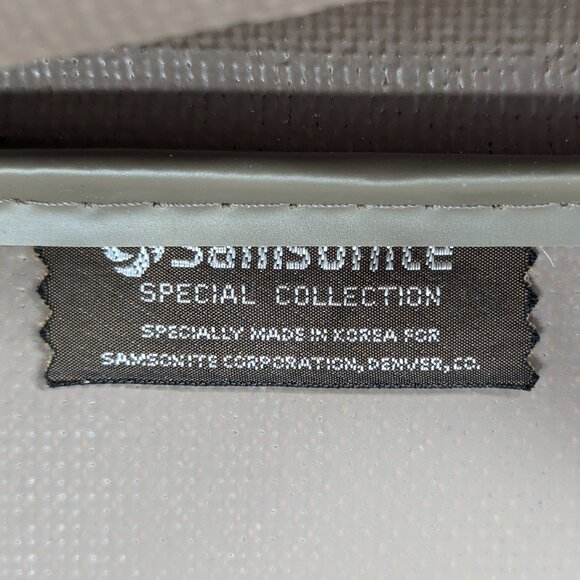 Samsonite
SPECIAL COLLECTION
SPECIALLY MADE IN KOREA FOR
SAMSONITE CORPORATION, DENVER, CO.